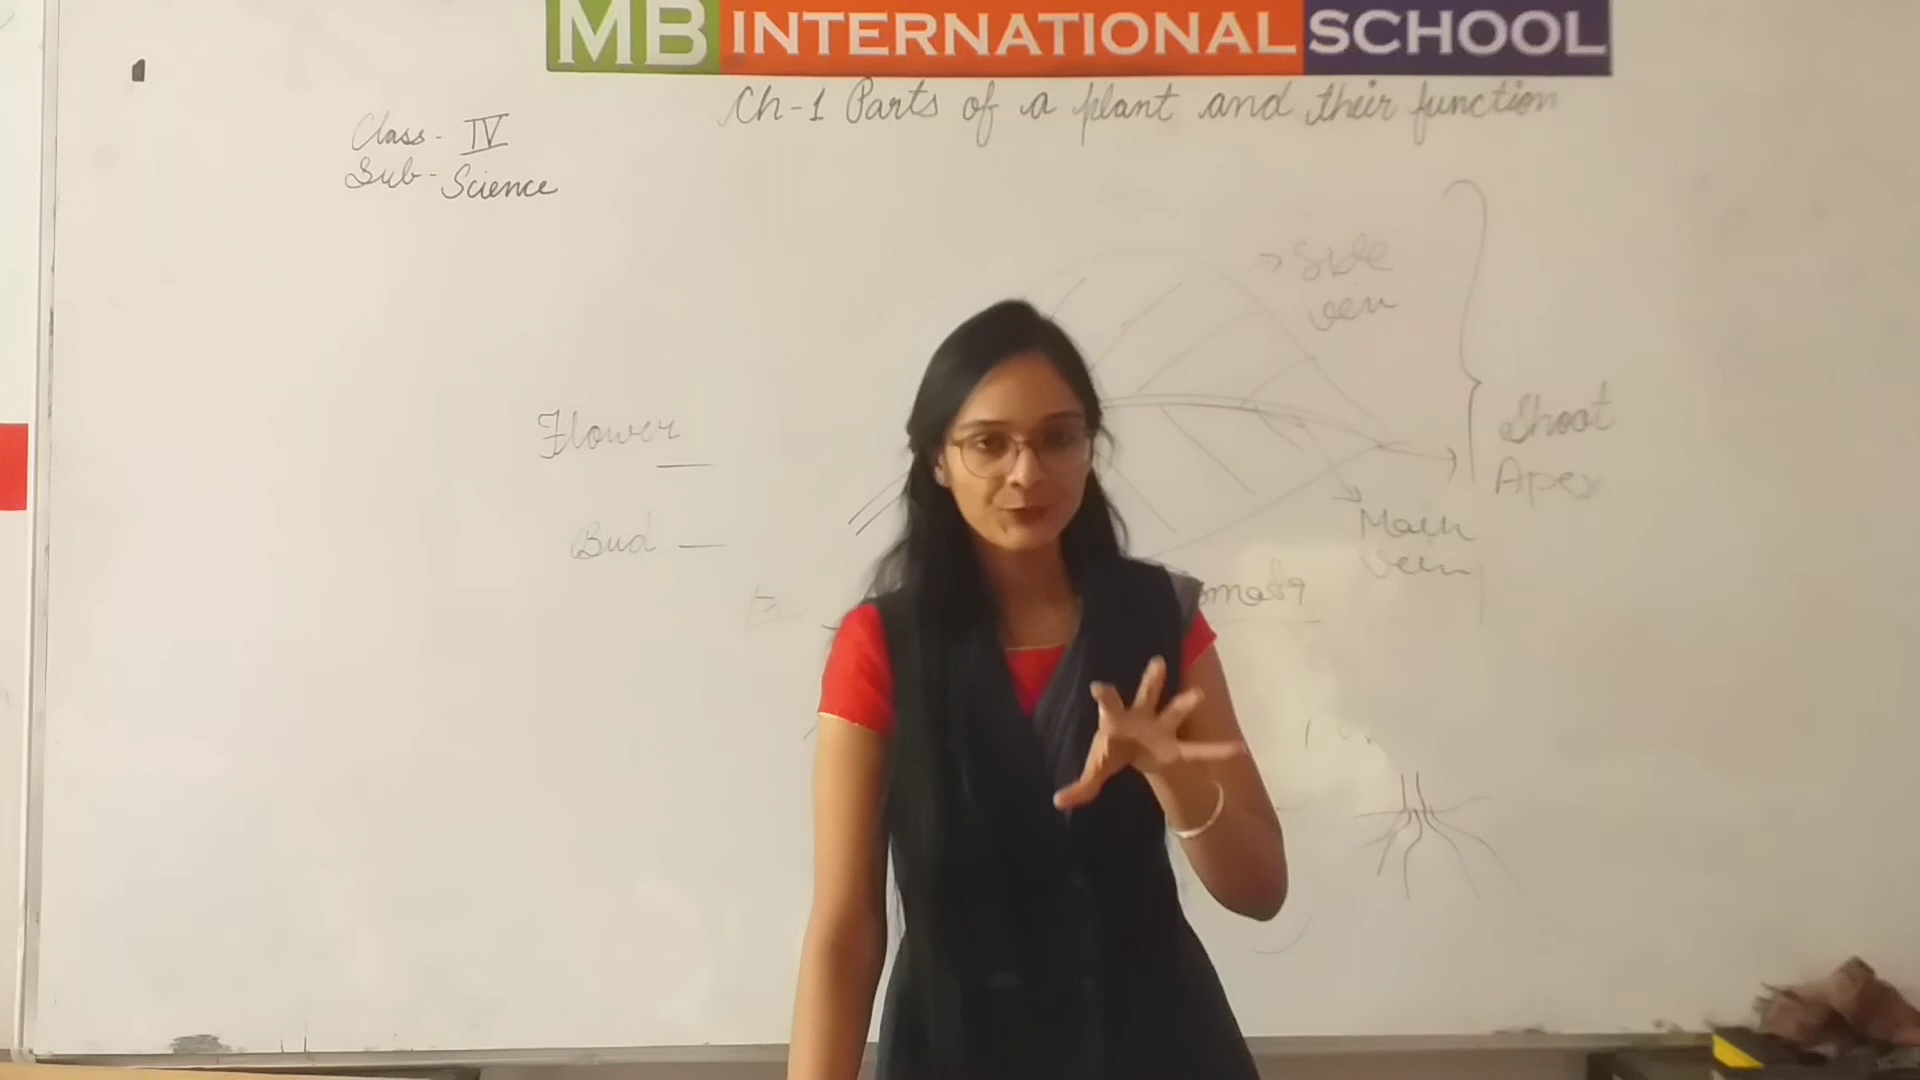 MB INTERNATIONAL SCHOOL
Ch-1 Parts of a plant and their function
Class - IV
Sub - Science
Side
vein
Flower
Shoot
Apex
Bud
Main
vein